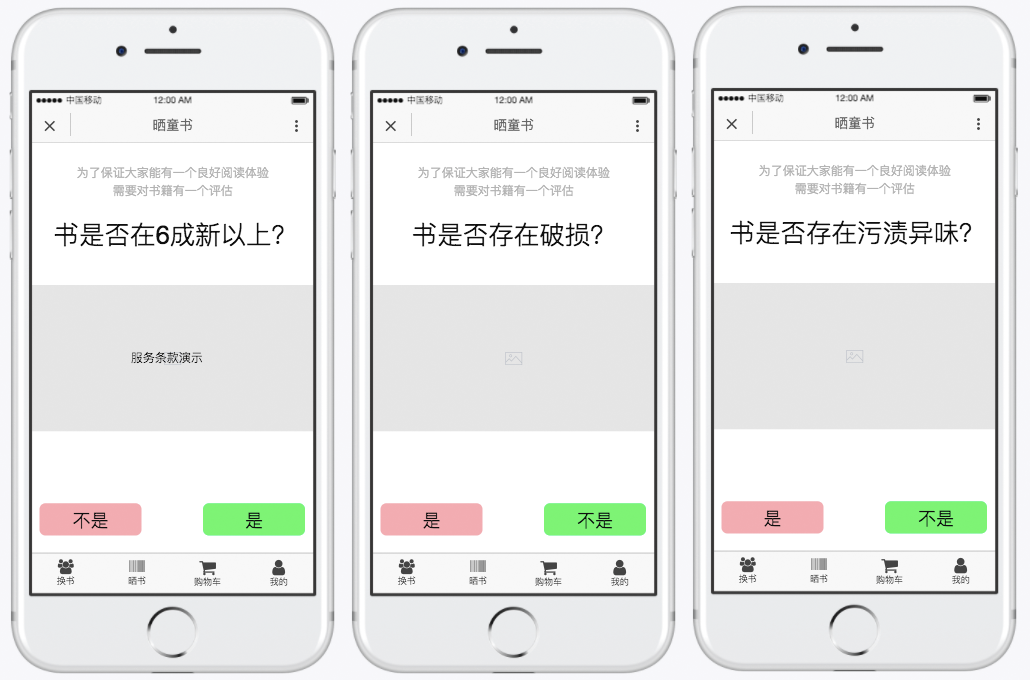 中国移动 12:00 AM
晒童书
为了保证大家能有一个良好阅读体验
需要对书籍有一个评估
书是否在6成新以上?
服务条款演示
不是 是
换书 晒书 购物车 我的
中国移动 12:00 AM
晒童书
为了保证大家能有一个良好阅读体验
需要对书籍有一个评估
书是否存在破损?
是 不是
换书 晒书 购物车 我的
中国移动 12:00 AM
晒童书
为了保证大家能有一个良好阅读体验
需要对书籍有一个评估
书是否存在污渍异味?
是 不是
换书 晒书 购物车 我的